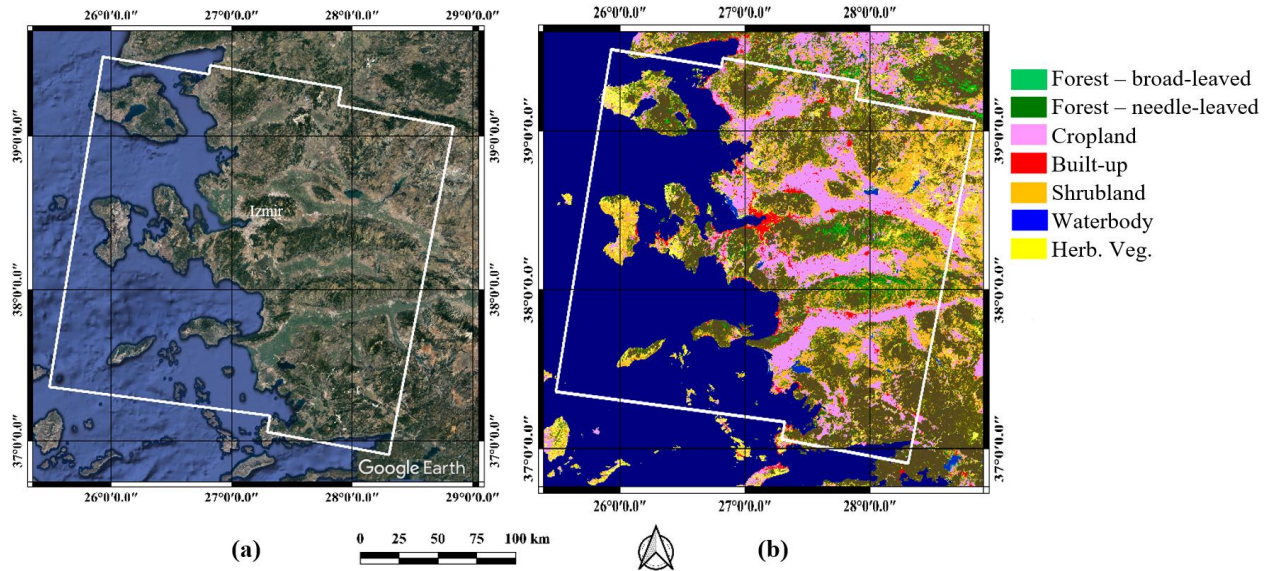 26°0'0.0″ 27°0'0.0″ 28°0'0.0″ 29°0'0.0″
26°0'0.0″ 27°0'0.0″ 28°0'0.0″
39°0'0.0″ 39°0'0.0″
38°0'0.0″ 38°0'0.0″
37°0'0.0″ 37°0'0.0″
39°0'0.0″ 39°0'0.0″
38°0'0.0″ 38°0'0.0″
37°0'0.0″ 37°0'0.0″
Izmir
Google Earth
26°0'0.0″ 27°0'0.0″ 28°0'0.0″ 29°0'0.0″
26°0'0.0″ 27°0'0.0″ 28°0'0.0″
Forest – broad-leaved
Forest – needle-leaved
Cropland
Built-up
Shrubland
Waterbody
Herb. Veg.
(a)
0 25 50 75 100 km
(b)